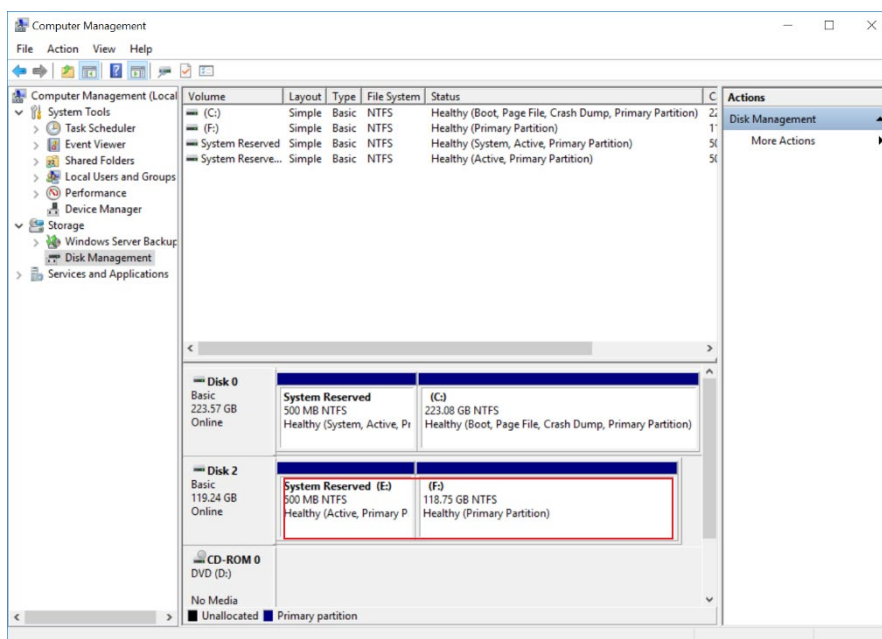 Computer Management
File Action View Help
Computer Management (Local
System Tools
Task Scheduler
Event Viewer
Shared Folders
Local Users and Groups
Performance
Device Manager
Storage
Windows Server Backup
Disk Management
Services and Applications
Volume Layout Type File System Status C
(C:) Simple Basic NTFS Healthy (Boot, Page File, Crash Dump, Primary Partition) 22
(F:) Simple Basic NTFS Healthy (Primary Partition) 11
System Reserved Simple Basic NTFS Healthy (System, Active, Primary Partition) 50
System Reserve... Simple Basic NTFS Healthy (Active, Primary Partition) 50
Actions
Disk Management
More Actions
Disk 0
Basic
223.57 GB
Online
System Reserved
500 MB NTFS
Healthy (System, Active, Pr
(C:)
223.08 GB NTFS
Healthy (Boot, Page File, Crash Dump, Primary Partition)
Disk 2
Basic
119.24 GB
Online
System Reserved (E:)
500 MB NTFS
Healthy (Active, Primary P
(F:)
118.75 GB NTFS
Healthy (Primary Partition)
CD-ROM 0
DVD (D:)
No Media
Unallocated Primary partition